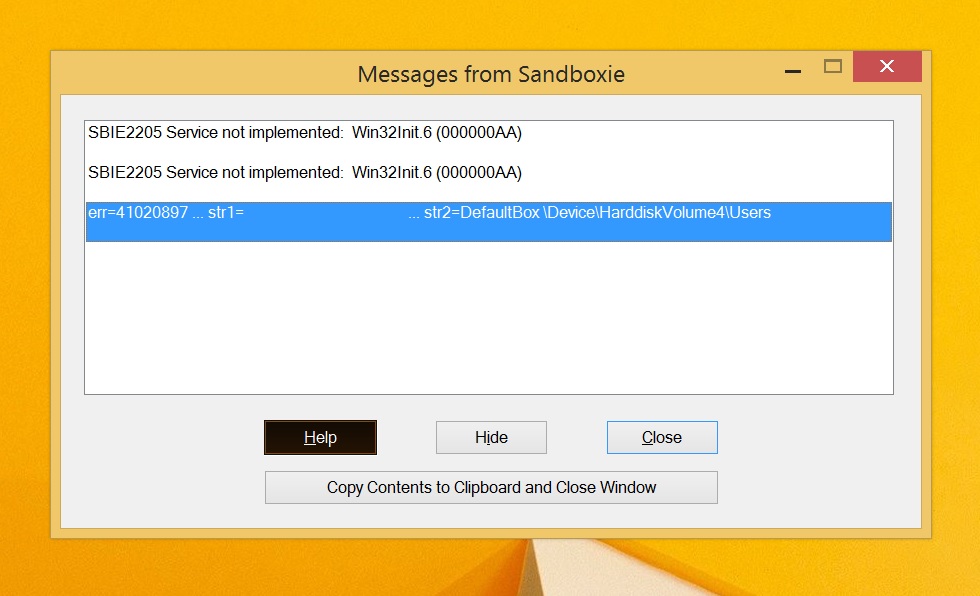 Messages from Sandboxie
SBIE2205 Service not implemented:  Win32Init.6 (000000AA)
SBIE2205 Service not implemented:  Win32Init.6 (000000AA)
err=41020897 ... str1= ... str2=DefaultBox \Device\HarddiskVolume4\Users
Help Hide Close
Copy Contents to Clipboard and Close Window